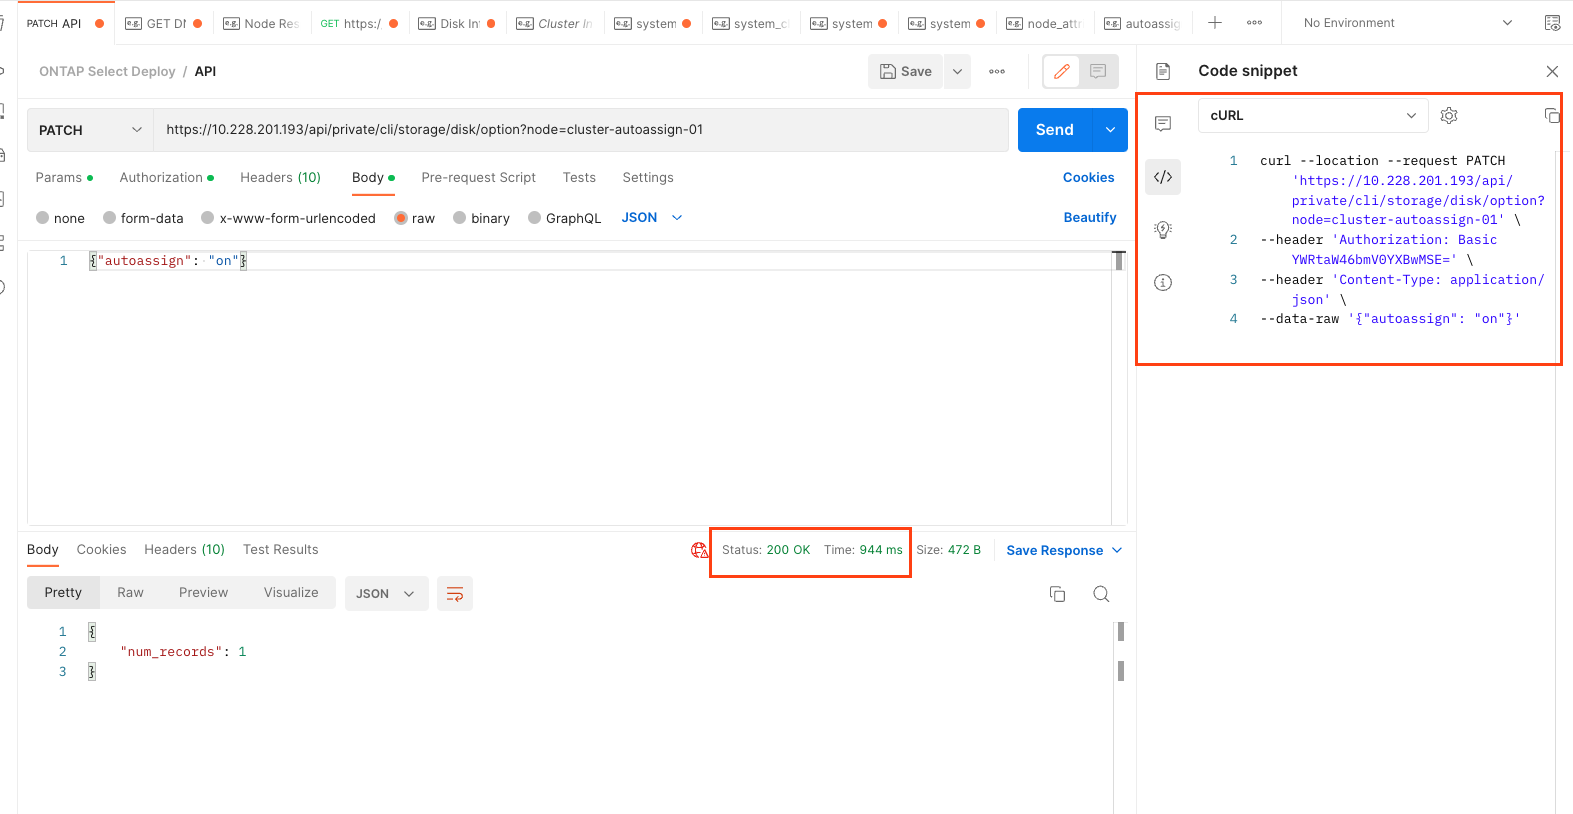 PATCH API
e.g. GET DM
e.g. Node Res
GET https:/
e.g. Disk Inf
e.g. Cluster In
e.g. system
e.g. system_c
e.g. system
e.g. system
e.g. node_att
e.g. autoassig
No Environment
ONTAP Select Deploy / API
Save
Code snippet
PATCH
https://10.228.201.193/api/private/cli/storage/disk/option?node=cluster-autoassign-01
Send
cURL
Params
Authorization
Headers (10)
Body
Pre-request Script
Tests
Settings
Cookies
none
form-data
x-www-form-urlencoded
raw
binary
GraphQL
JSON
Beautify
1 {"autoassign": "on"}
1 curl --location --request PATCH
'https://10.228.201.193/api/
private/cli/storage/disk/option?
node=cluster-autoassign-01' \
2 --header 'Authorization: Basic
YWRtaW46bmV0YXBwMSE=' \
3 --header 'Content-Type: application/
json' \
4 --data-raw '{"autoassign": "on"}'
Body
Cookies
Headers (10)
Test Results
Status: 200 OK
Time: 944 ms
Size: 472 B
Save Response
Pretty
Raw
Preview
Visualize
JSON
1 {
2 "num_records": 1
3 }